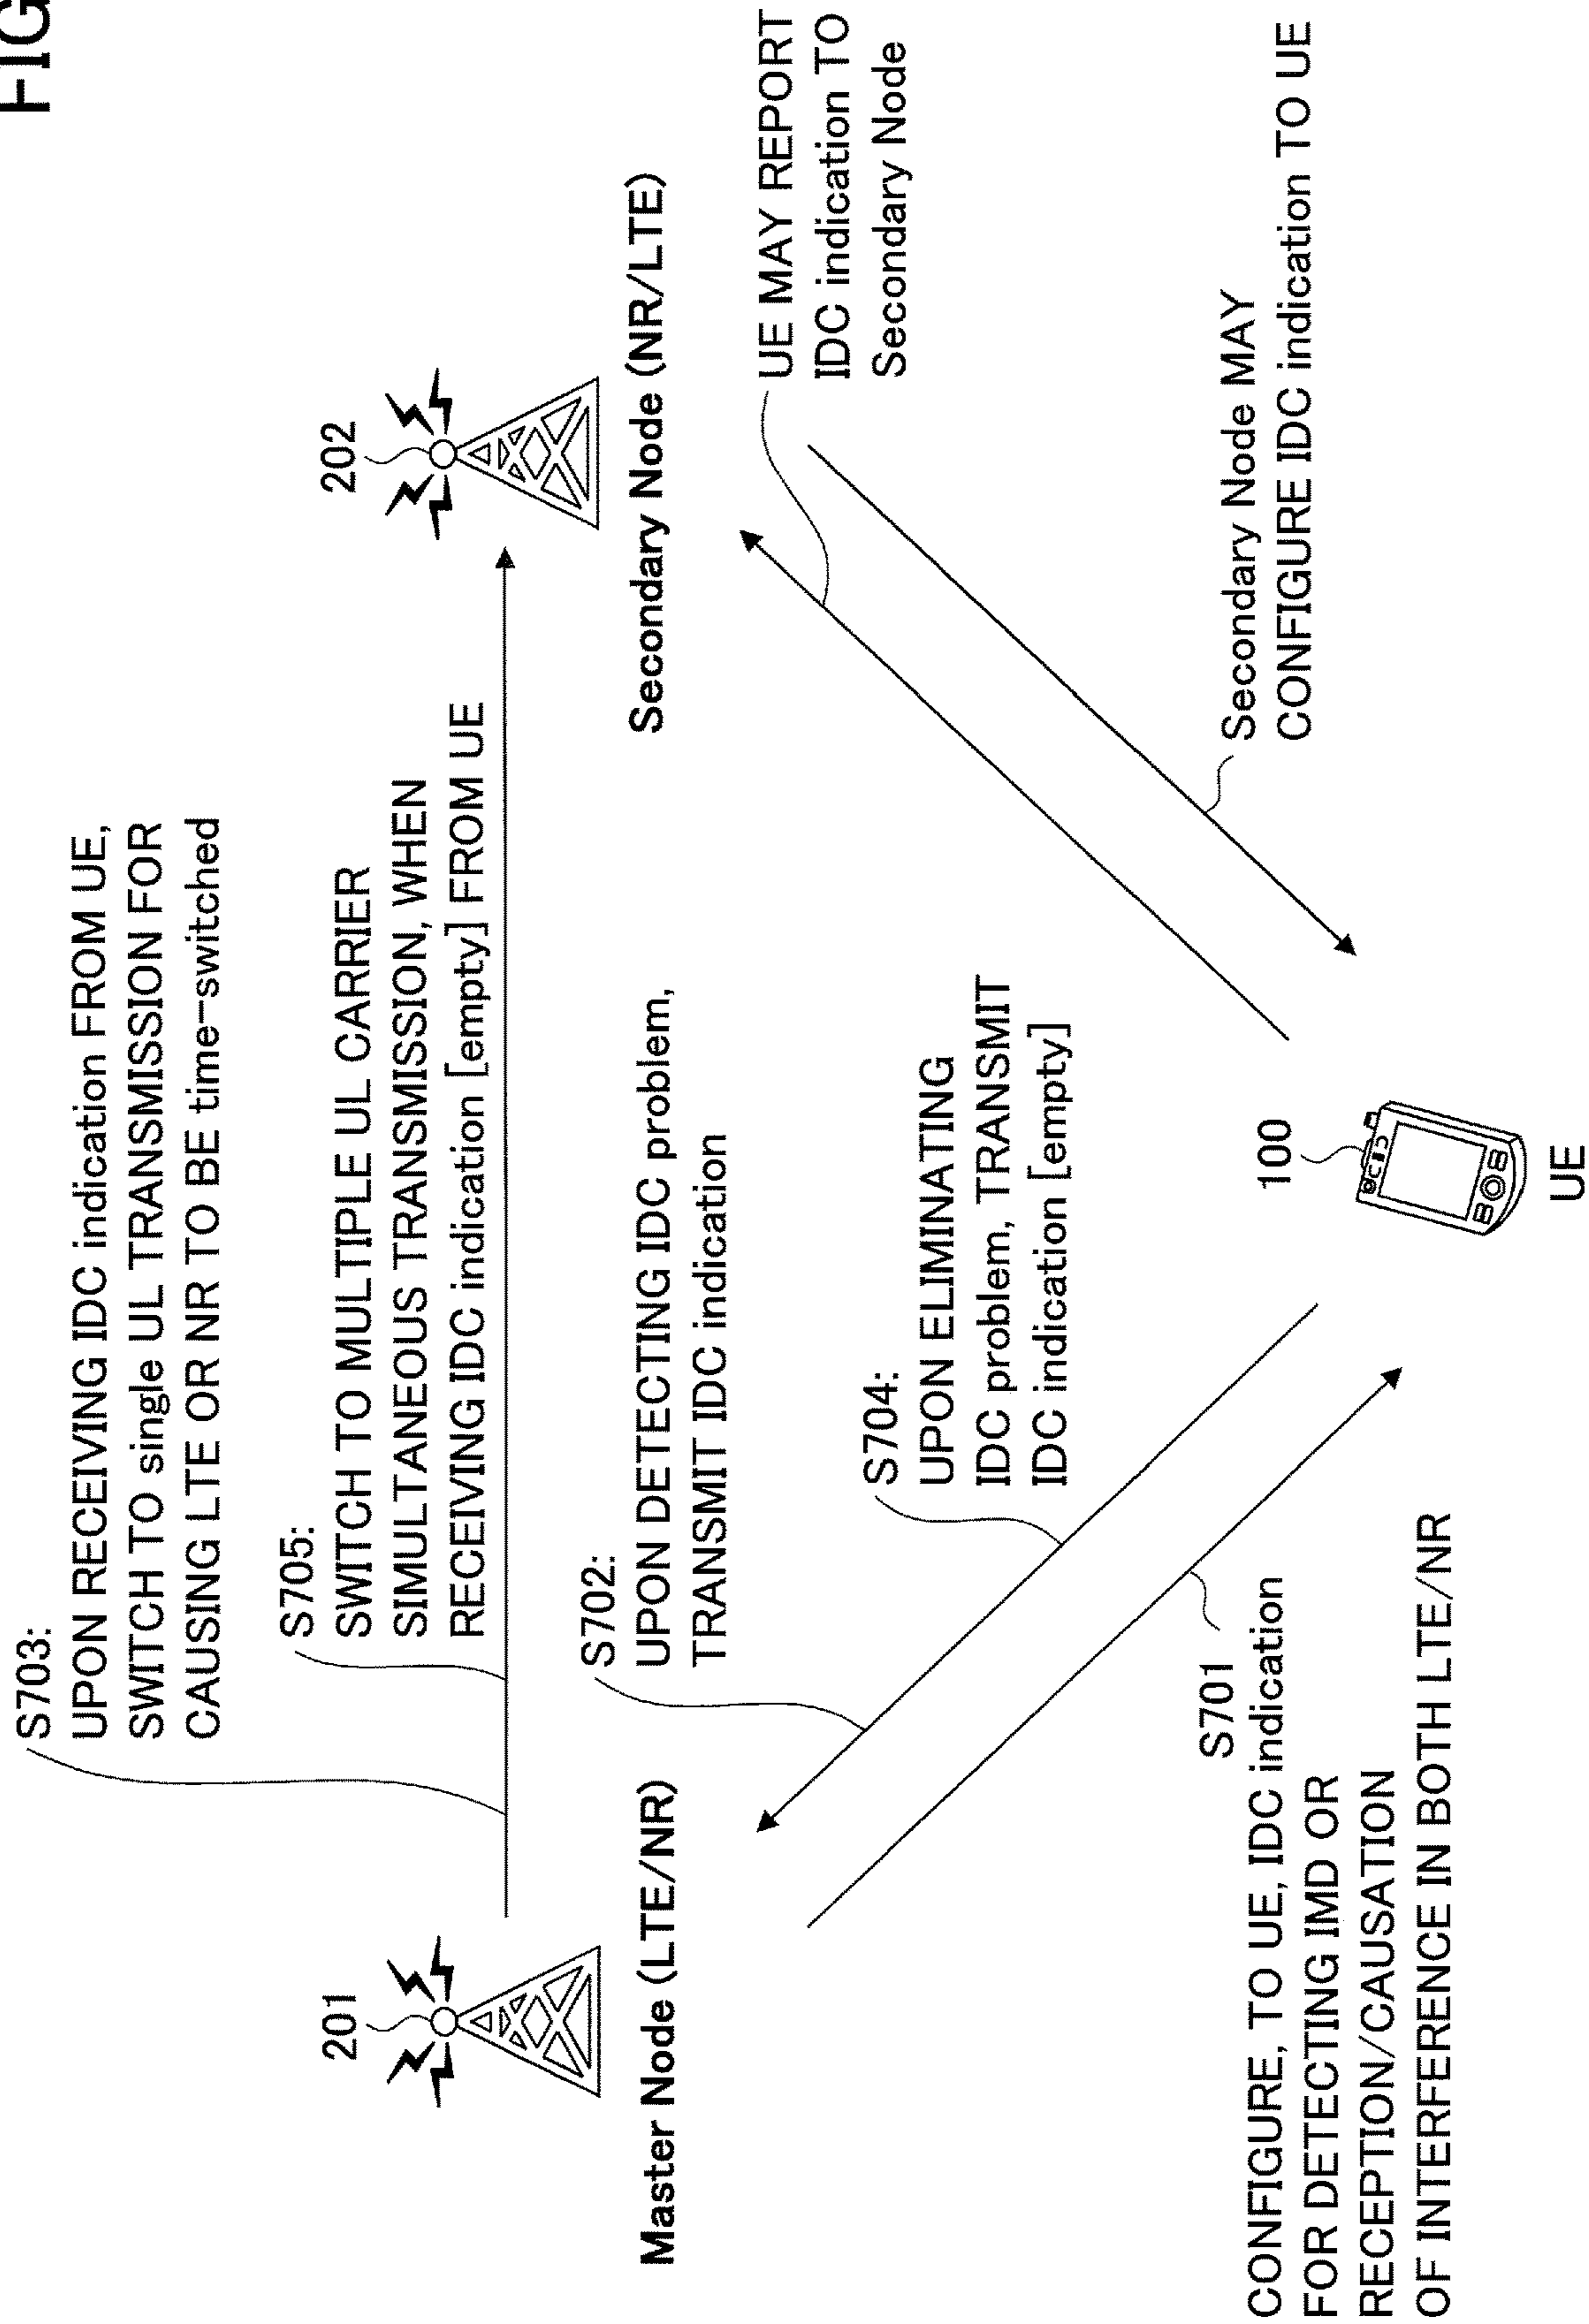 FIG
S703:
UPON RECEIVING IDC indication FROM UE,
SWITCH TO single UL TRANSMISSION FOR
CAUSING LTE OR NR TO BE time-switched
S705:
SWITCH TO MULTIPLE UL CARRIER
SIMULTANEOUS TRANSMISSION, WHEN
RECEIVING IDC indication [empty] FROM UE
201
202
Master Node (LTE/NR)
Secondary Node (NR/LTE)
S702:
UPON DETECTING IDC problem,
TRANSMIT IDC indication
UE MAY REPORT
IDC indication TO
Secondary Node
S704:
UPON ELIMINATING
IDC problem, TRANSMIT
IDC indication [empty]
S701
CONFIGURE, TO UE, IDC indication
FOR DETECTING IMD OR
RECEPTION/CAUSATION
OF INTERFERENCE IN BOTH LTE/NR
100
UE
Secondary Node MAY
CONFIGURE IDC indication TO UE